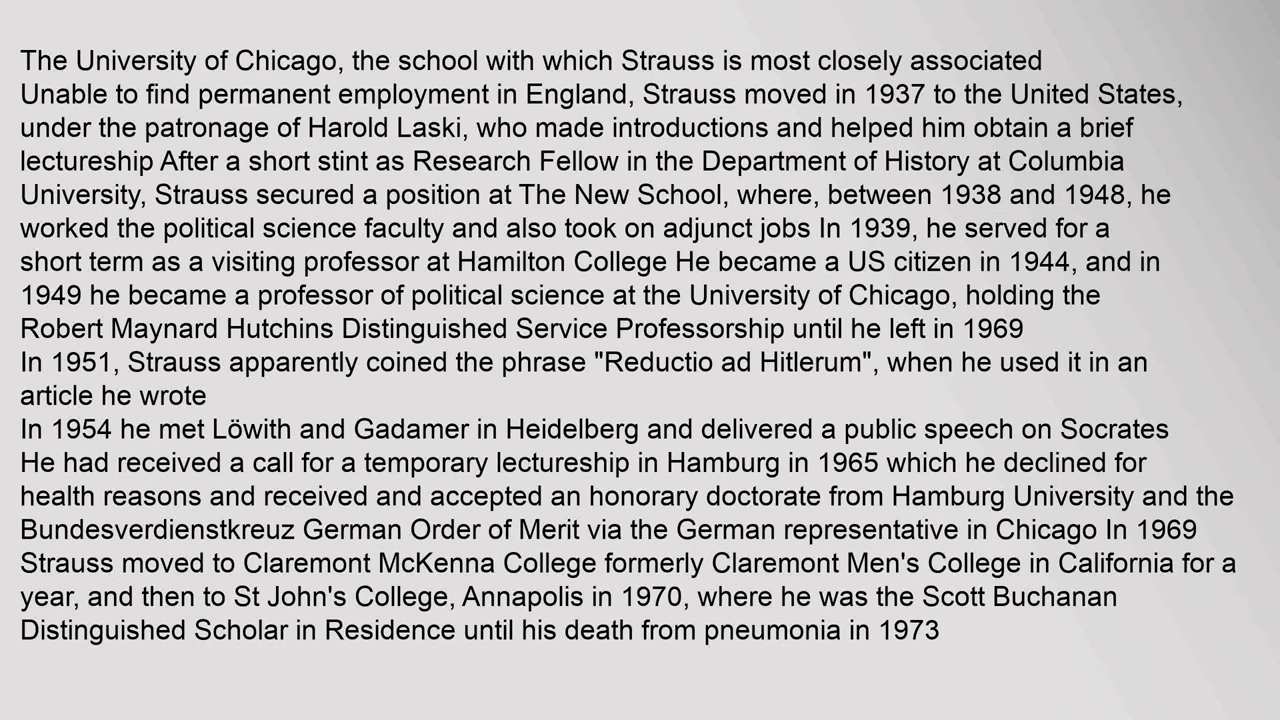 The University of Chicago, the school with which Strauss is most closely associated
Unable to find permanent employment in England, Strauss moved in 1937 to the United States,
under the patronage of Harold Laski, who made introductions and helped him obtain a brief
lectureship After a short stint as Research Fellow in the Department of History at Columbia
University, Strauss secured a position at The New School, where, between 1938 and 1948, he
worked the political science faculty and also took on adjunct jobs In 1939, he served for a
short term as a visiting professor at Hamilton College He became a US citizen in 1944, and in
1949 he became a professor of political science at the University of Chicago, holding the
Robert Maynard Hutchins Distinguished Service Professorship until he left in 1969
In 1951, Strauss apparently coined the phrase "Reductio ad Hitlerum", when he used it in an
article he wrote
In 1954 he met Löwith and Gadamer in Heidelberg and delivered a public speech on Socrates
He had received a call for a temporary lectureship in Hamburg in 1965 which he declined for
health reasons and received and accepted an honorary doctorate from Hamburg University and the
Bundesverdienstkreuz German Order of Merit via the German representative in Chicago In 1969
Strauss moved to Claremont McKenna College formerly Claremont Men's College in California for a
year, and then to St John's College, Annapolis in 1970, where he was the Scott Buchanan
Distinguished Scholar in Residence until his death from pneumonia in 1973